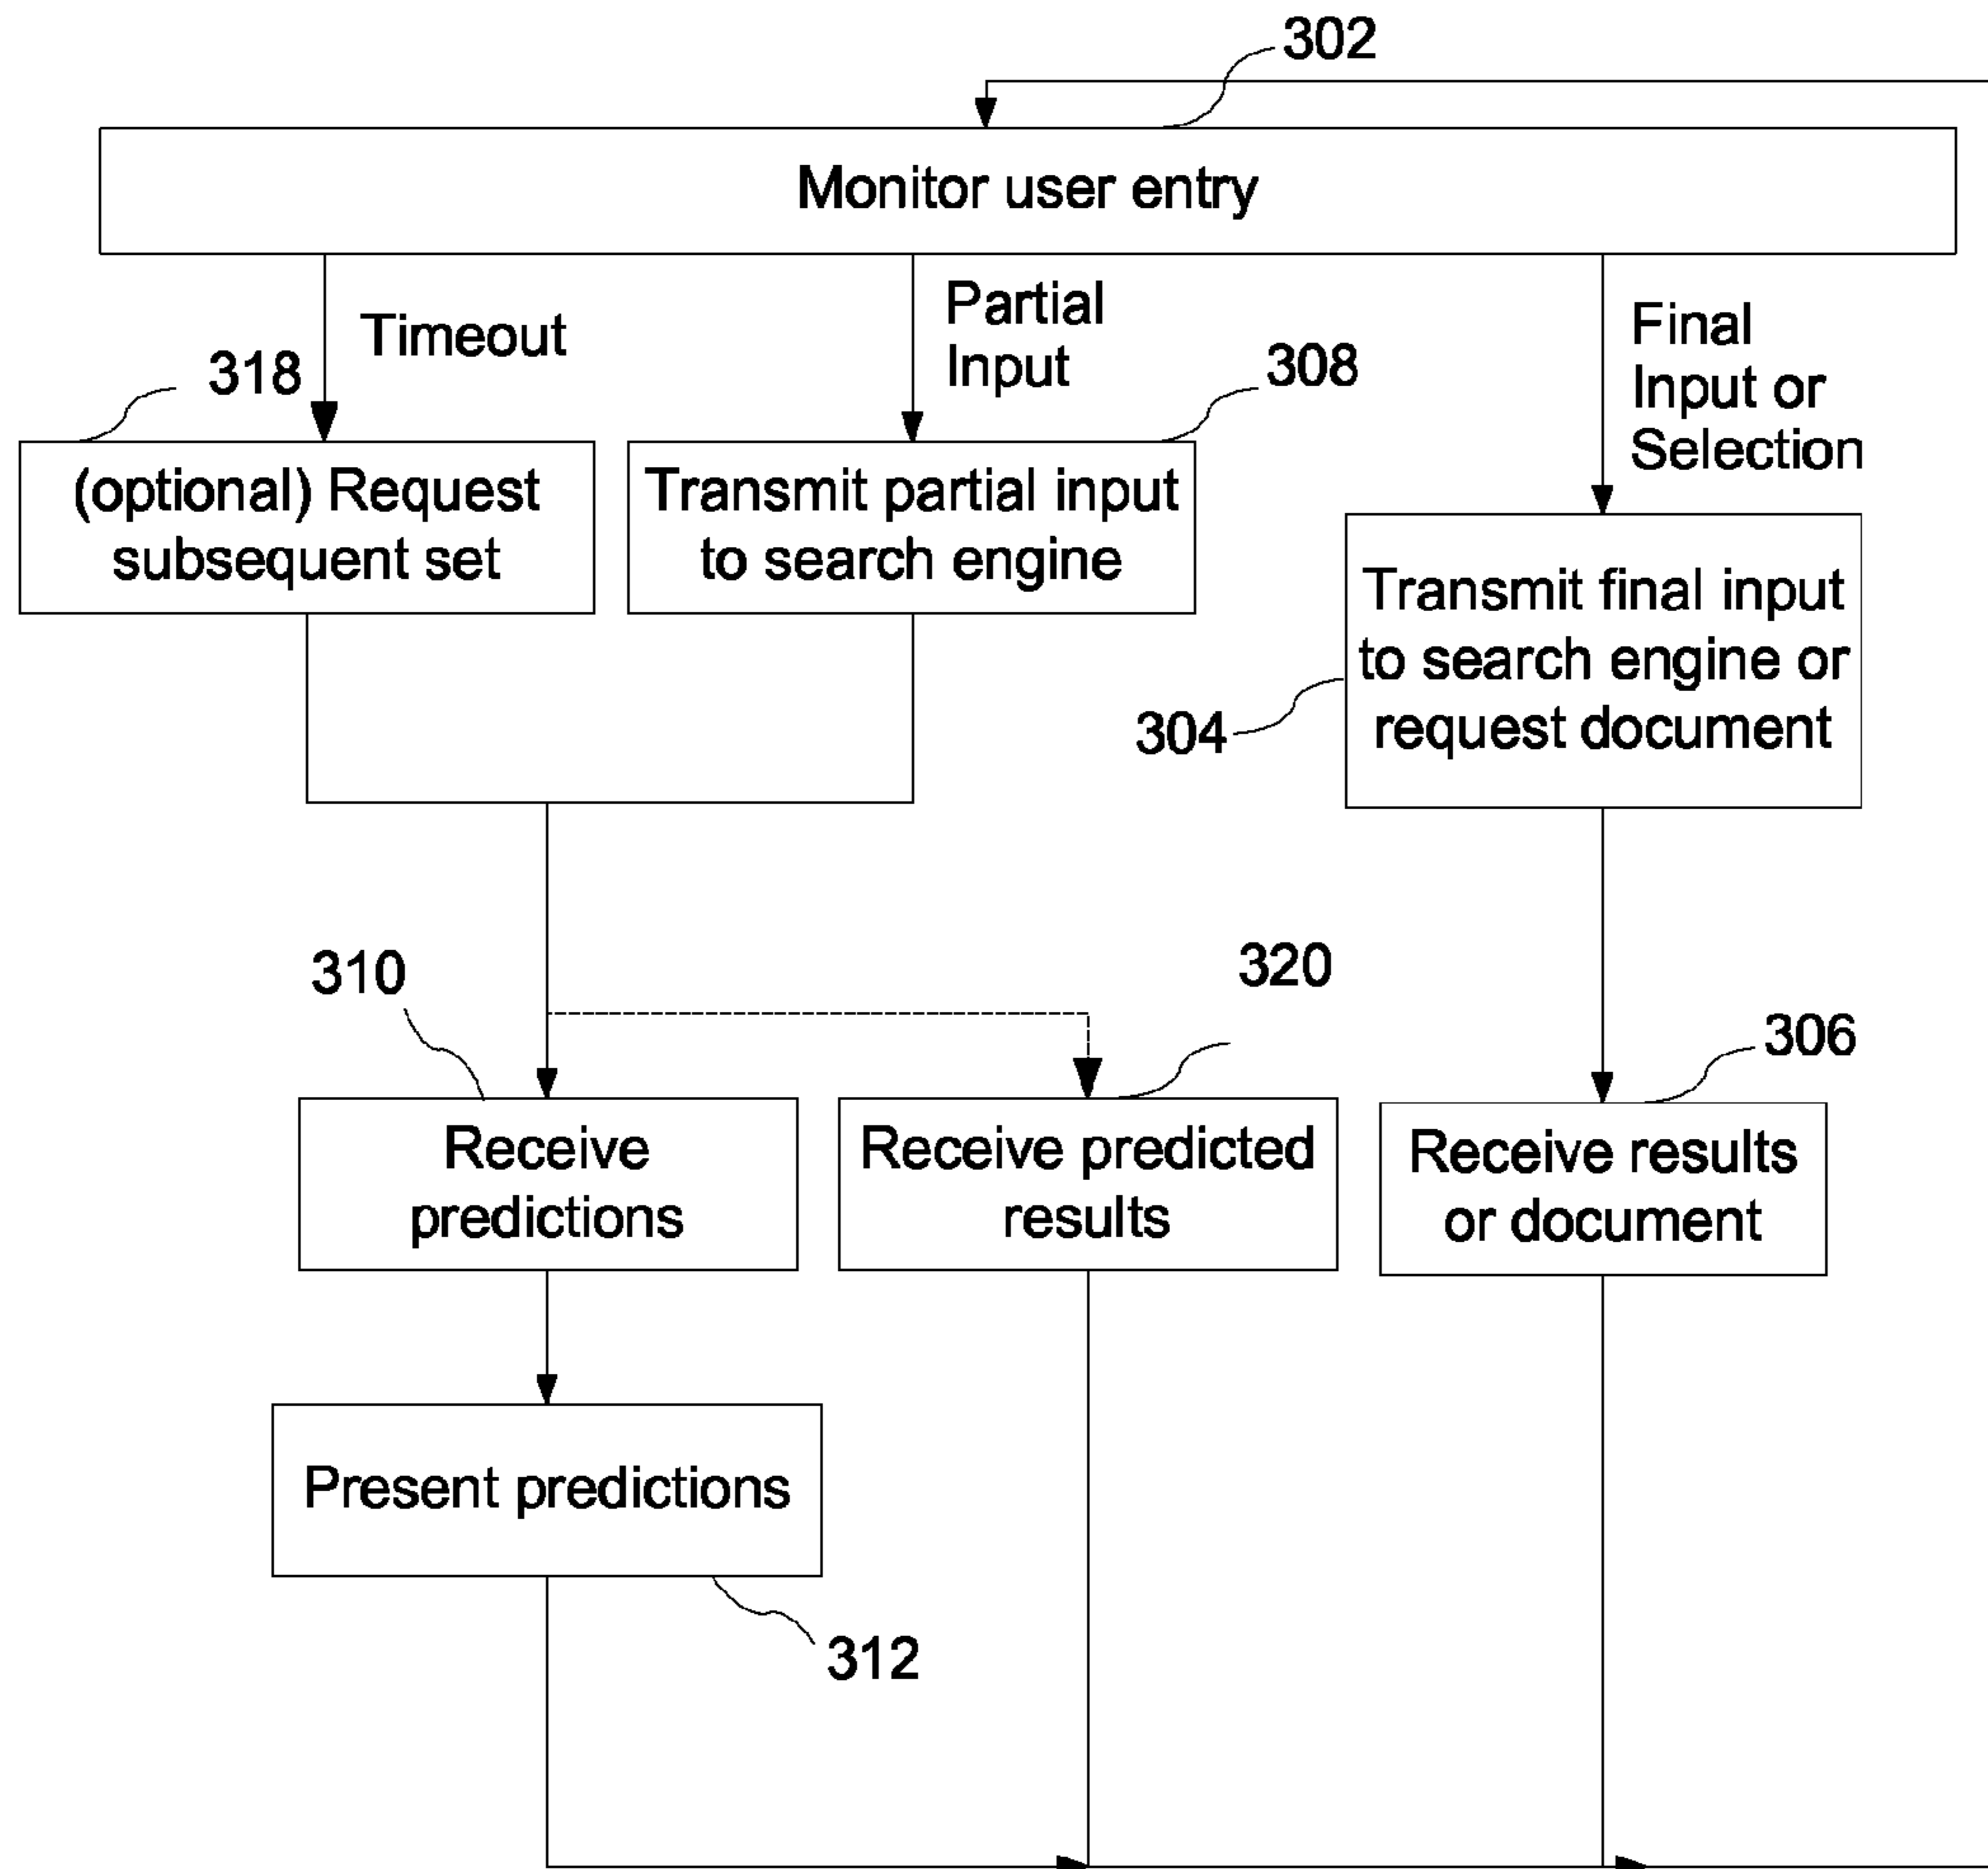 302
Monitor user entry
Timeout
318
Partial
Input
308
Final
Input or
Selection
(optional) Request
subsequent set
Transmit partial input
to search engine
Transmit final input
to search engine or
request document
304
310
320
306
Receive
predictions
Receive predicted
results
Receive results
or document
Present predictions
312